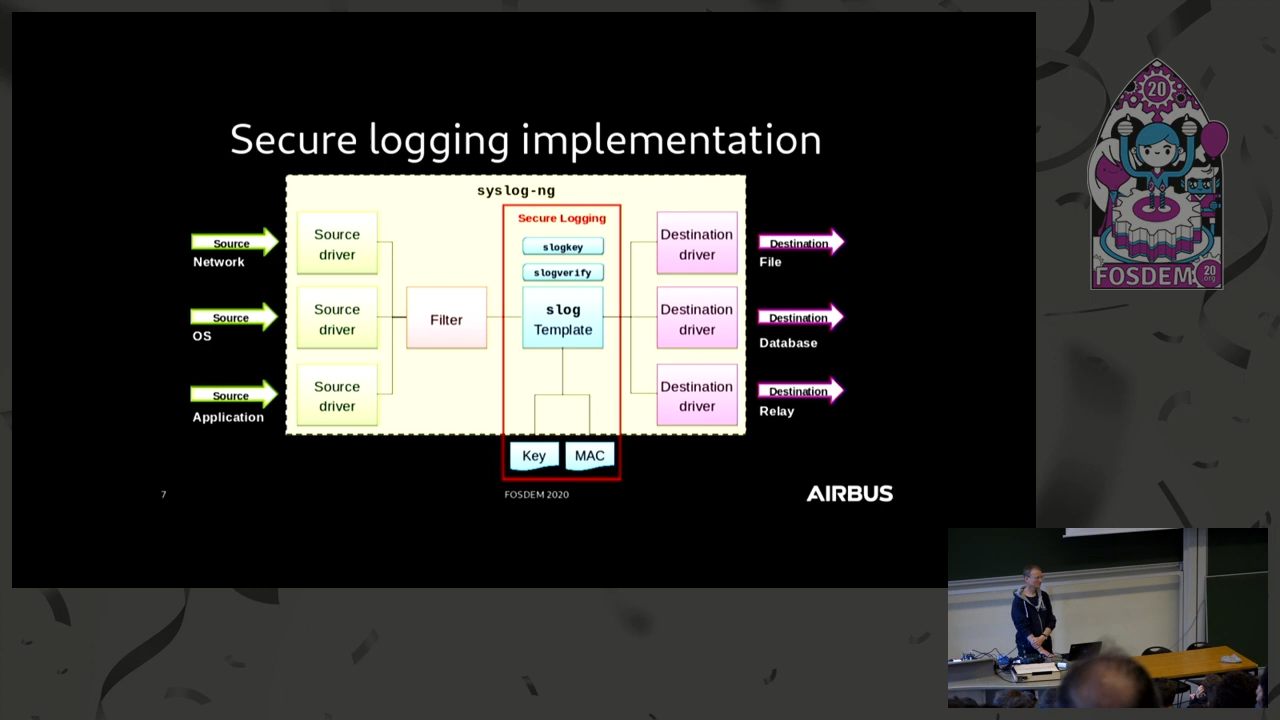 Secure logging implementation
syslog-ng
Secure Logging
slogkey
slogverify
Source
Network
Source
driver
Destination
driver
Destination
File
Source
OS
Source
driver
Filter
slog
Template
Destination
driver
Destination
Database
Source
Application
Source
driver
Destination
driver
Destination
Relay
Key
MAC
7
FOSDEM 2020
AIRBUS
20
FOSDEM
20
org